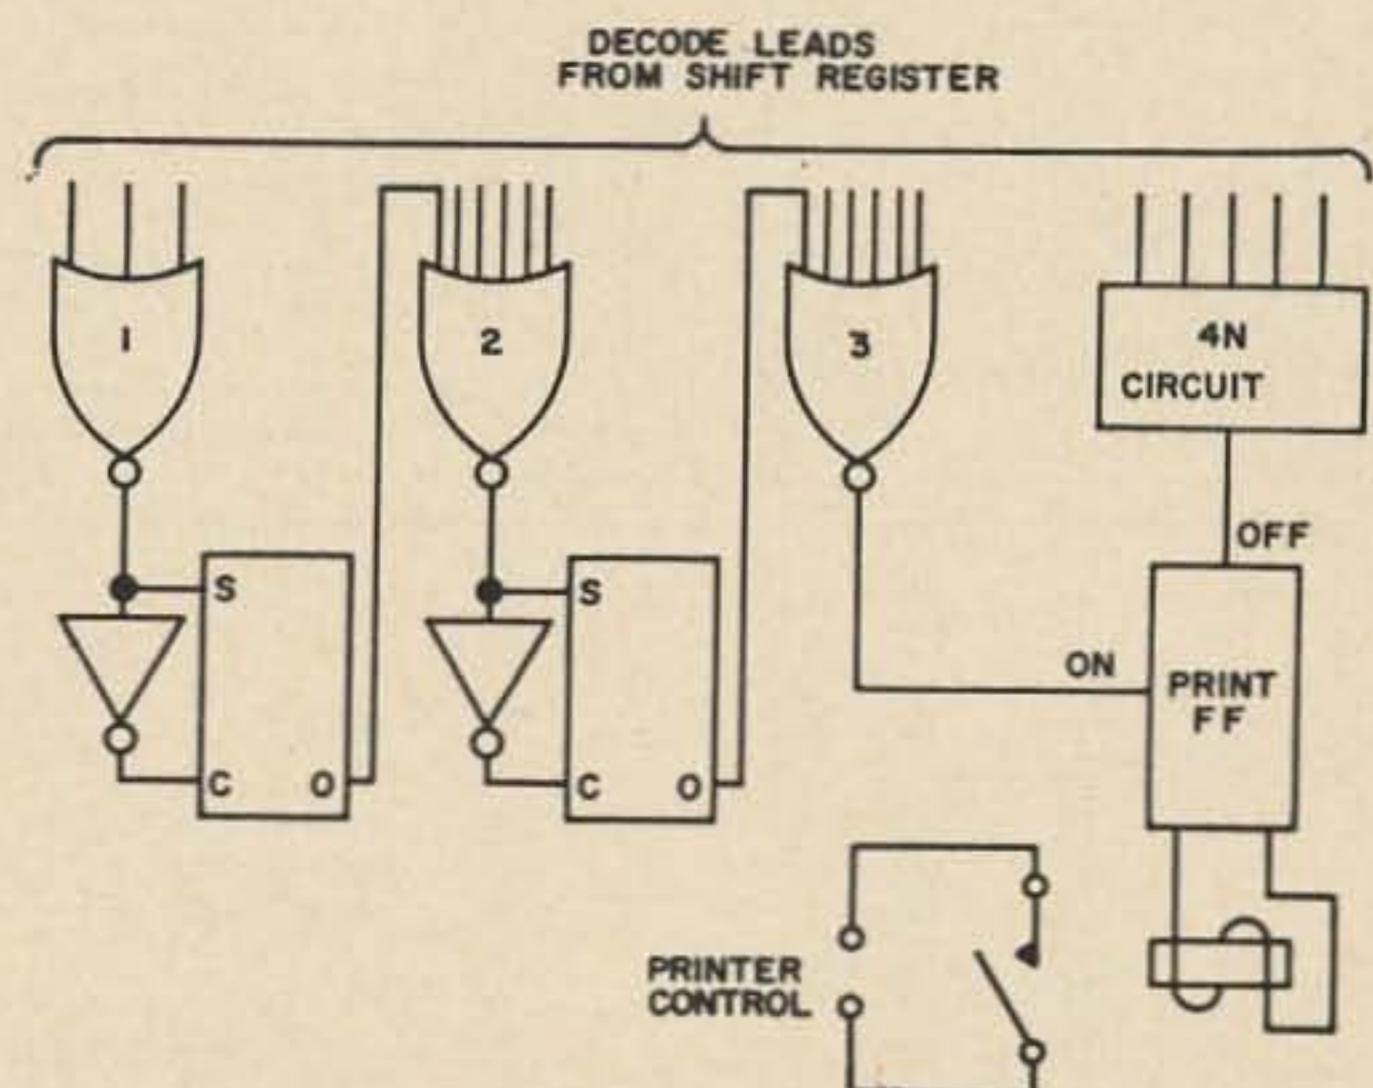 DECODE LEADS
FROM SHIFT REGISTER
1
2
3
4N
CIRCUIT
OFF
S
S
ON
PRINT
FF
C O
C O
PRINTER
CONTROL